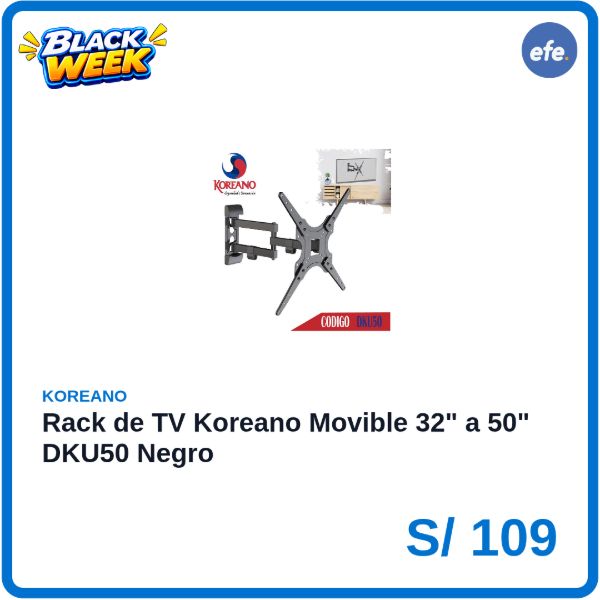 BLACK
WEEK
efe.
KOREANO
CODIGO DKU50
KOREANO
Rack de TV Koreano Movible 32" a 50"
DKU50 Negro
S/ 109